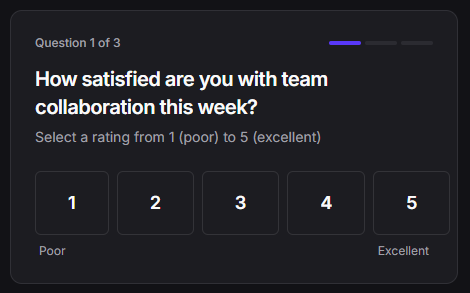 Question 1 of 3
How satisfied are you with team
collaboration this week?
Select a rating from 1 (poor) to 5 (excellent)
1 2 3 4 5
Poor Excellent